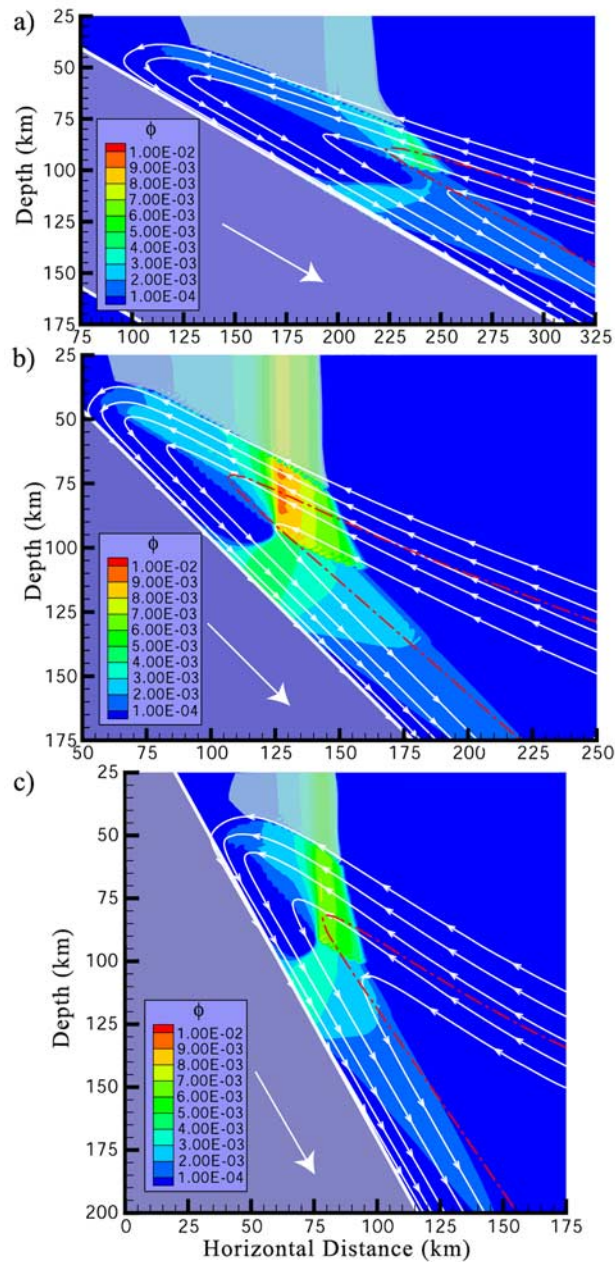 a)
25
50
75
100
125
150
175
Depth (km)
ϕ
1.00E-02
9.00E-03
8.00E-03
7.00E-03
6.00E-03
5.00E-03
4.00E-03
3.00E-03
2.00E-03
1.00E-04
75 100 125 150 175 200 225 250 275 300 325
b)
25
50
75
100
125
150
175
Depth (km)
ϕ
1.00E-02
9.00E-03
8.00E-03
7.00E-03
6.00E-03
5.00E-03
4.00E-03
3.00E-03
2.00E-03
1.00E-04
50 75 100 125 150 175 200 225 250
c)
25
50
75
100
125
150
175
200
Depth (km)
ϕ
1.00E-02
9.00E-03
8.00E-03
7.00E-03
6.00E-03
5.00E-03
4.00E-03
3.00E-03
2.00E-03
1.00E-04
0 25 50 75 100 125 150 175
Horizontal Distance (km)